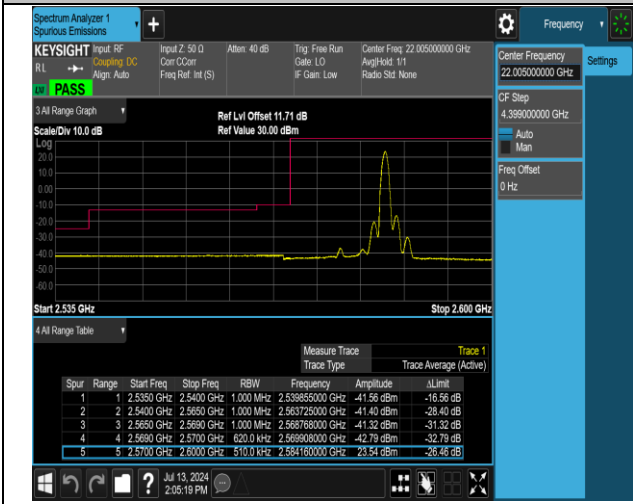 Spectrum Analyzer 1
Spurious Emissions
Frequency
KEYSIGHT Input: RF Input Z: 50 Ω Atten: 40 dB Trig: Free Run Center Freq: 22.005000000 GHz
RL Coupling: DC Corr CCorr Gate: LO Avg|Hold: 1/1
Align: Auto Freq Ref: Int (S) IF Gain: Low Radio Std: None
PASS
Center Frequency
22.005000000 GHz
Settings
CF Step
4.399000000 GHz
Auto
Man
Freq Offset
0 Hz
3 All Range Graph
Ref Lvl Offset 11.71 dB
Scale/Div 10.0 dB Ref Value 30.00 dBm
Log
20.0
10.0
0.00
-10.0
-20.0
-30.0
-40.0
-50.0
-60.0
Start 2.535 GHz Stop 2.600 GHz
4 All Range Table
Measure Trace Trace 1
Trace Type Trace Average (Active)
Spur Range Start Freq Stop Freq RBW Frequency Amplitude ΔLimit
1 1 2.5350 GHz 2.5400 GHz 1.000 MHz 2.539855000 GHz -41.56 dBm -16.56 dB
2 2 2.5400 GHz 2.5650 GHz 1.000 MHz 2.563725000 GHz -41.40 dBm -28.40 dB
3 3 2.5650 GHz 2.5690 GHz 1.000 MHz 2.568768000 GHz -41.32 dBm -31.32 dB
4 4 2.5690 GHz 2.5700 GHz 620.0 kHz 2.569908000 GHz -42.79 dBm -32.79 dB
5 5 2.5700 GHz 2.6000 GHz 510.0 kHz 2.584160000 GHz 23.54 dBm -26.46 dB
Jul 13, 2024
2:05:19 PM